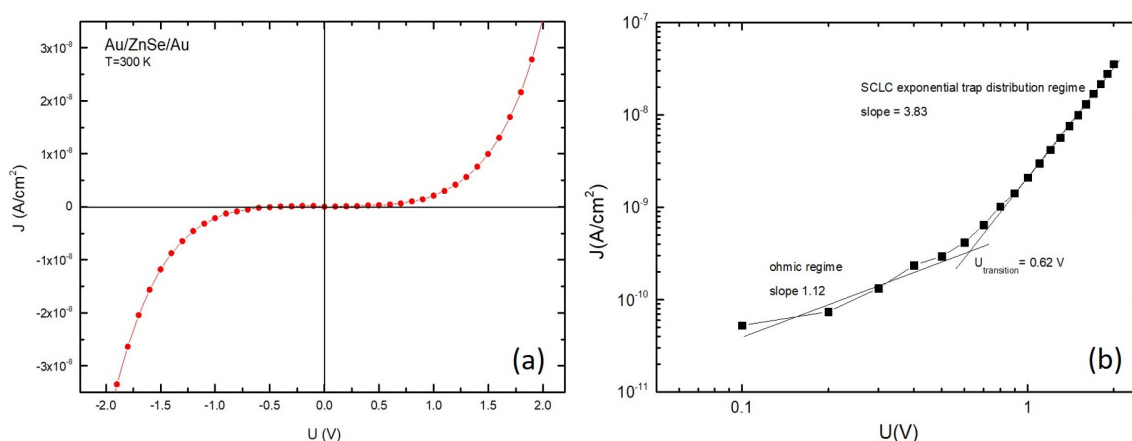 Au/ZnSe/Au
T=300 K
3x10⁻⁸
2x10⁻⁸
1x10⁻⁸
0
-1x10⁻⁸
-2x10⁻⁸
-3x10⁻⁸
J (A/cm²)
-2.0 -1.5 -1.0 -0.5 0.0 0.5 1.0 1.5 2.0
U (V)
(a)
10⁻⁷
10⁻⁸
10⁻⁹
10⁻¹⁰
10⁻¹¹
J(A/cm²)
SCLC exponential trap distribution regime
slope = 3.83
ohmic regime
slope 1.12
U_transition = 0.62 V
0.1 1
U(V)
(b)